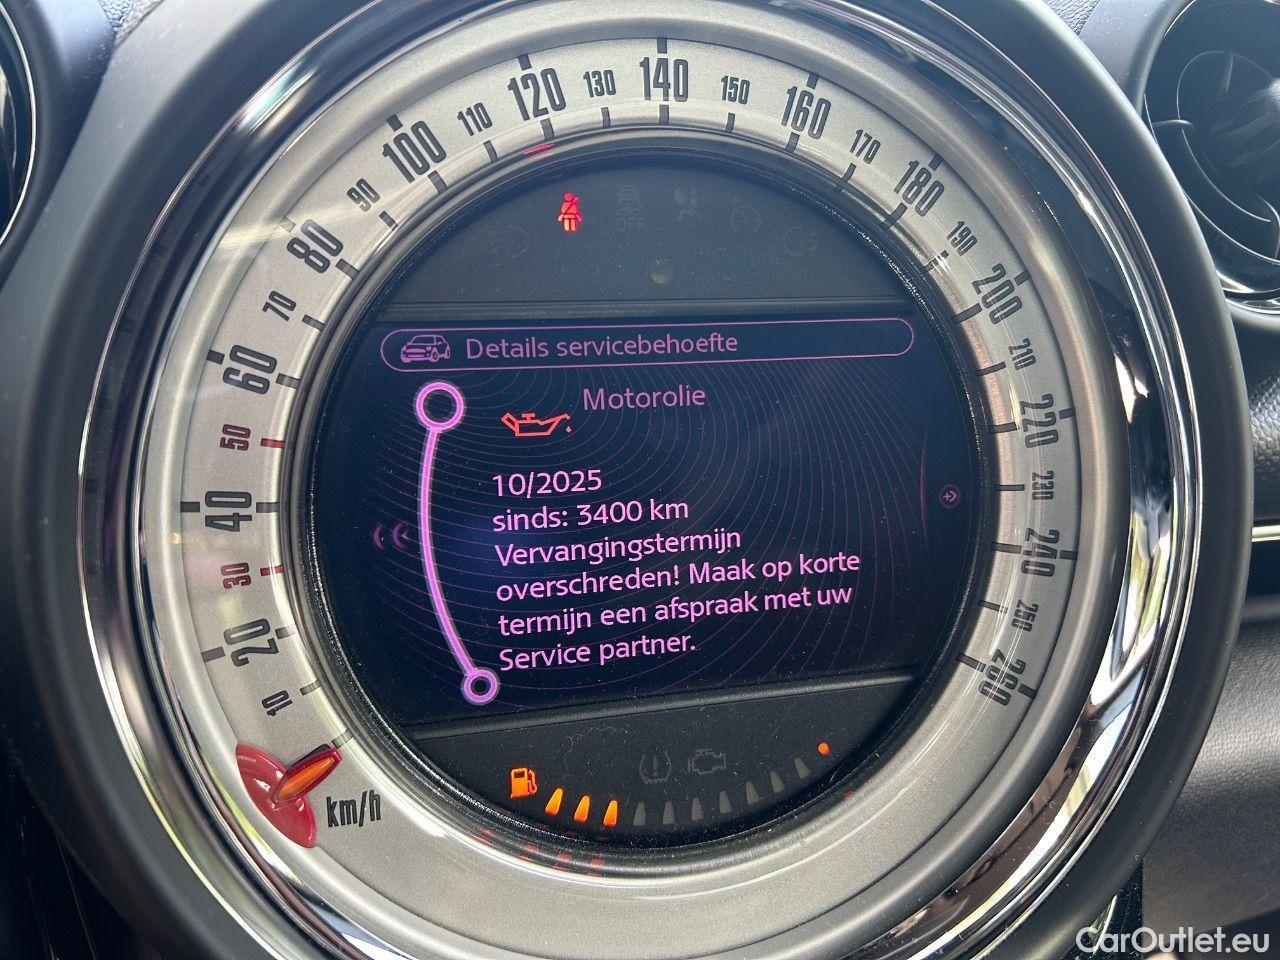 10
20
30
40
50
60
70
80
90
100
110
120
130
140
150
160
170
180
190
200
210
220
230
240
250
260
km/h
OFF
Details servicebehoefte
Motorolie
10/2025
sinds: 3400 km
Vervangingstermijn
overschreden! Maak op korte
termijn een afspraak met uw
Service partner.
CarOutlet.eu